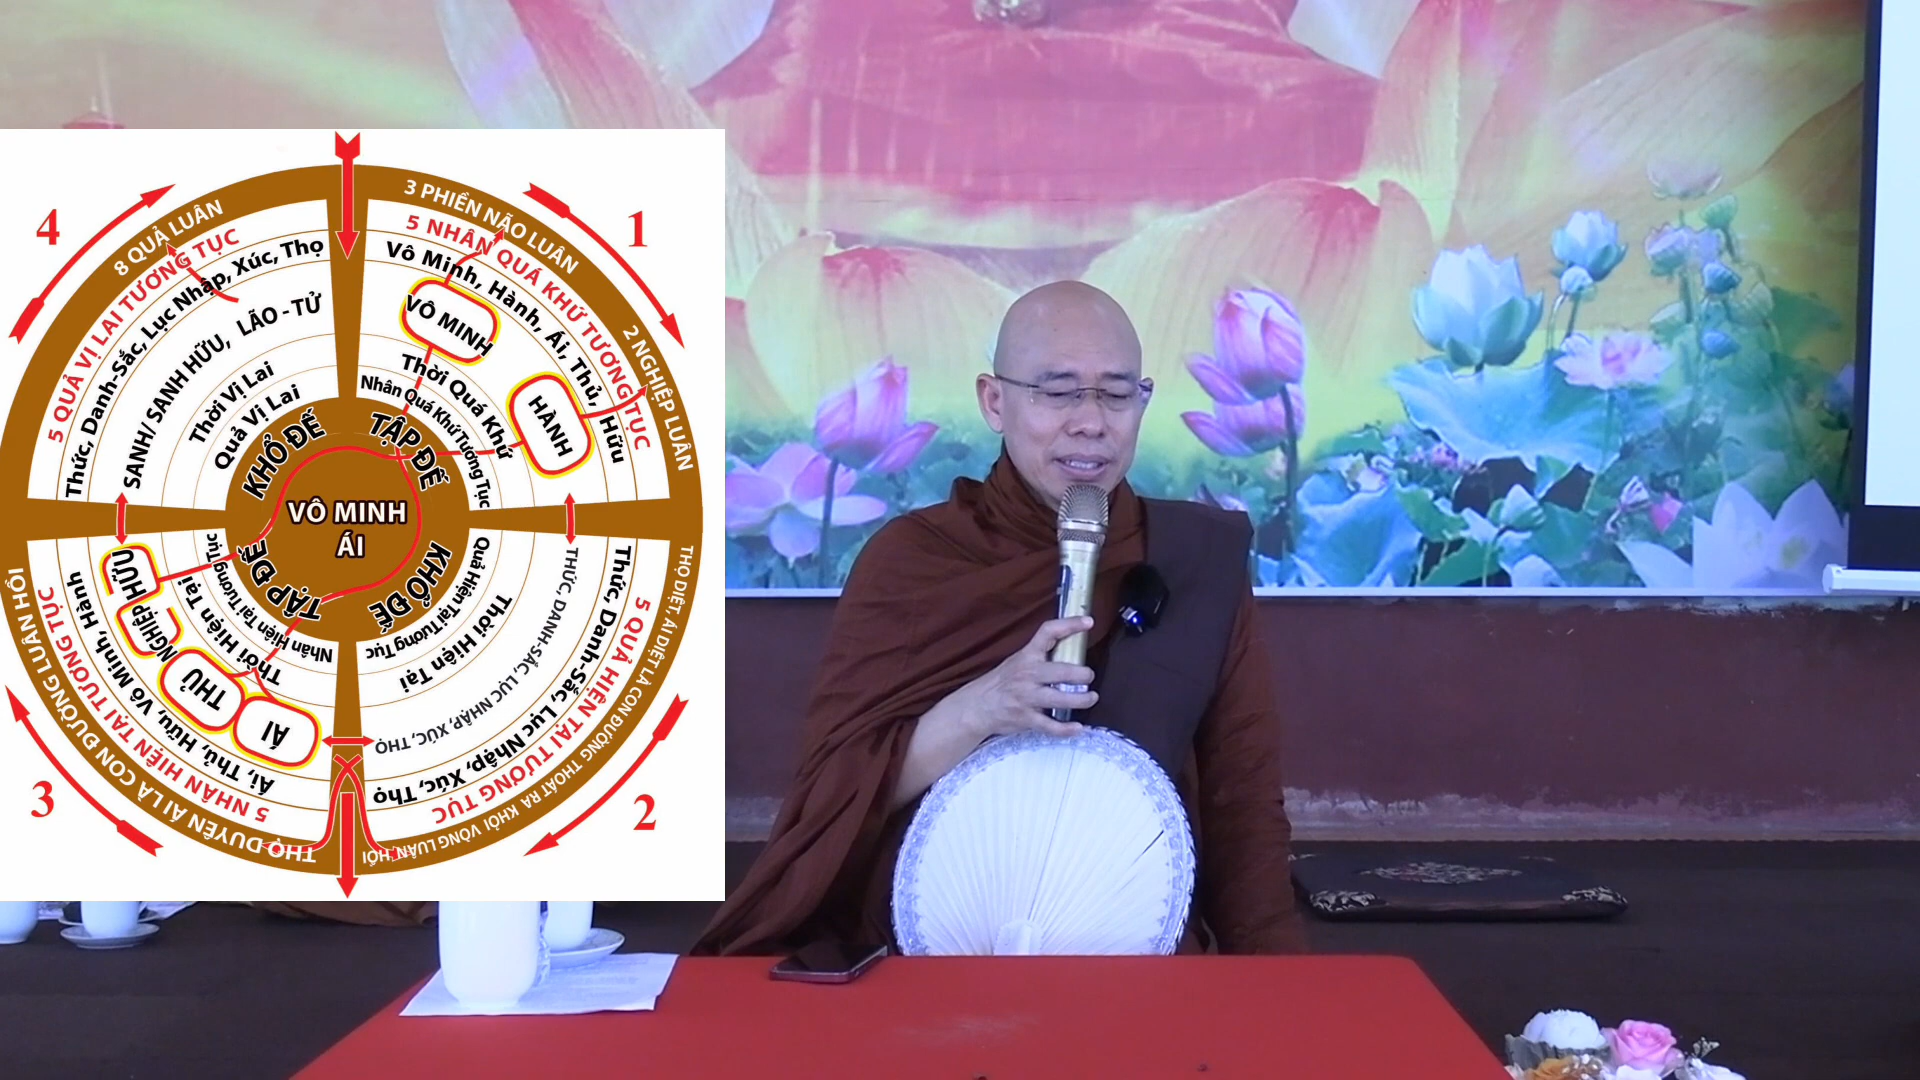 4
8 QUẢ LUÂN
5 QUẢ VỊ LAI TƯƠNG TỤC
Thức, Danh-Sắc, Lục Nhập, Xúc, Thọ
SANH/ SANH HỮU, LÃO - TỬ
Thời Vị Lai
Quả Vị Lai
KHỔ ĐẾ
1
3 PHIỀN NÃO LUÂN
2 NGHIỆP LUÂN
5 NHÂN QUÁ KHỨ TƯƠNG TỤC
Vô Minh, Hành, Ái, Thủ, Hữu
VÔ MINH
HÀNH
Thời Quá Khứ
Nhân Quá Khứ Tương Tục
TẬP ĐẾ
VÔ MINH
ÁI
2
THỌ DIỆT, ÁI DIỆT LÀ CON ĐƯỜNG THOÁT RA KHỎI VÒNG LUÂN HỒI
5 QUẢ HIỆN TẠI TƯƠNG TỤC
Thức, Danh-Sắc, Lục Nhập, Xúc, Thọ
THỨC, DANH-SẮC, LỤC NHẬP, XÚC, THỌ
Thời Hiện Tại
Quả Hiện Tại Tương Tục
KHỔ ĐẾ
3
THỌ DUYÊN ÁI LÀ CON ĐƯỜNG LUÂN HỒI
5 NHÂN HIỆN TẠI TƯƠNG TỤC
Ái, Thủ, Hữu, Vô Minh, Hành
ÁI
THỦ
NGHIỆP HỮU
Thời Hiện Tại
Nhân Hiện Tại Tương Tục
TẬP ĐẾ